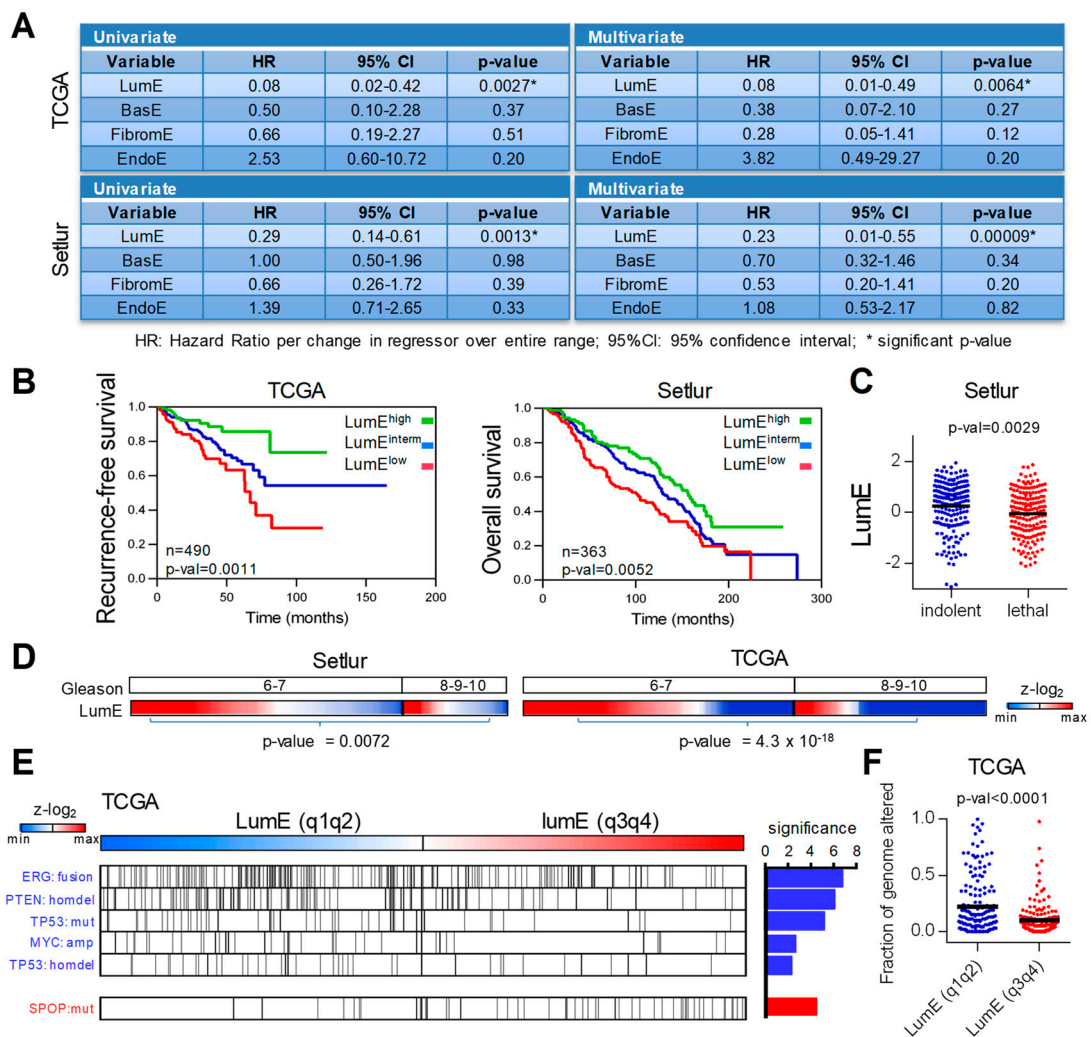 A
TCGA
Univariate
Variable HR 95% CI p-value
LumE 0.08 0.02-0.42 0.0027*
BasE 0.50 0.10-2.28 0.37
FibromE 0.66 0.19-2.27 0.51
EndoE 2.53 0.60-10.72 0.20
Multivariate
Variable HR 95% CI p-value
LumE 0.08 0.01-0.49 0.0064*
BasE 0.38 0.07-2.10 0.27
FibromE 0.28 0.05-1.41 0.12
EndoE 3.82 0.49-29.27 0.20
Setlur
Univariate
Variable HR 95% CI p-value
LumE 0.29 0.14-0.61 0.0013*
BasE 1.00 0.50-1.96 0.98
FibromE 0.66 0.26-1.72 0.39
EndoE 1.39 0.71-2.65 0.33
Multivariate
Variable HR 95% CI p-value
LumE 0.23 0.01-0.55 0.00009*
BasE 0.70 0.32-1.46 0.34
FibromE 0.53 0.20-1.41 0.20
EndoE 1.08 0.53-2.17 0.82
HR: Hazard Ratio per change in regressor over entire range; 95%CI: 95% confidence interval; * significant p-value
B
TCGA
Recurrence-free survival
1.0
0.8
0.6
0.4
0.2
0.0
LumEhigh
LumEinterm
LumElow
n=490
p-val=0.0011
0 50 100 150 200
Time (months)
Setlur
Overall survival
1.0
0.8
0.6
0.4
0.2
0.0
LumEhigh
LumEinterm
LumElow
n=363
p-val=0.0052
0 100 200 300
Time (months)
C
Setlur
p-val=0.0029
LumE
2
0
-2
indolent lethal
D
Setlur
Gleason 6-7 8-9-10
LumE
p-value = 0.0072
TCGA
6-7 8-9-10
p-value = 4.3 x 10-18
z-log2
min max
E
z-log2
min max
TCGA
LumE (q1q2) lumE (q3q4)
significance
0 2 4 6 8
ERG: fusion
PTEN: homdel
TP53: mut
MYC: amp
TP53: homdel
SPOP:mut
F
TCGA
p-val<0.0001
Fraction of genome altered
1.0
0.5
0.0
LumE (q1q2)
LumE (q3q4)